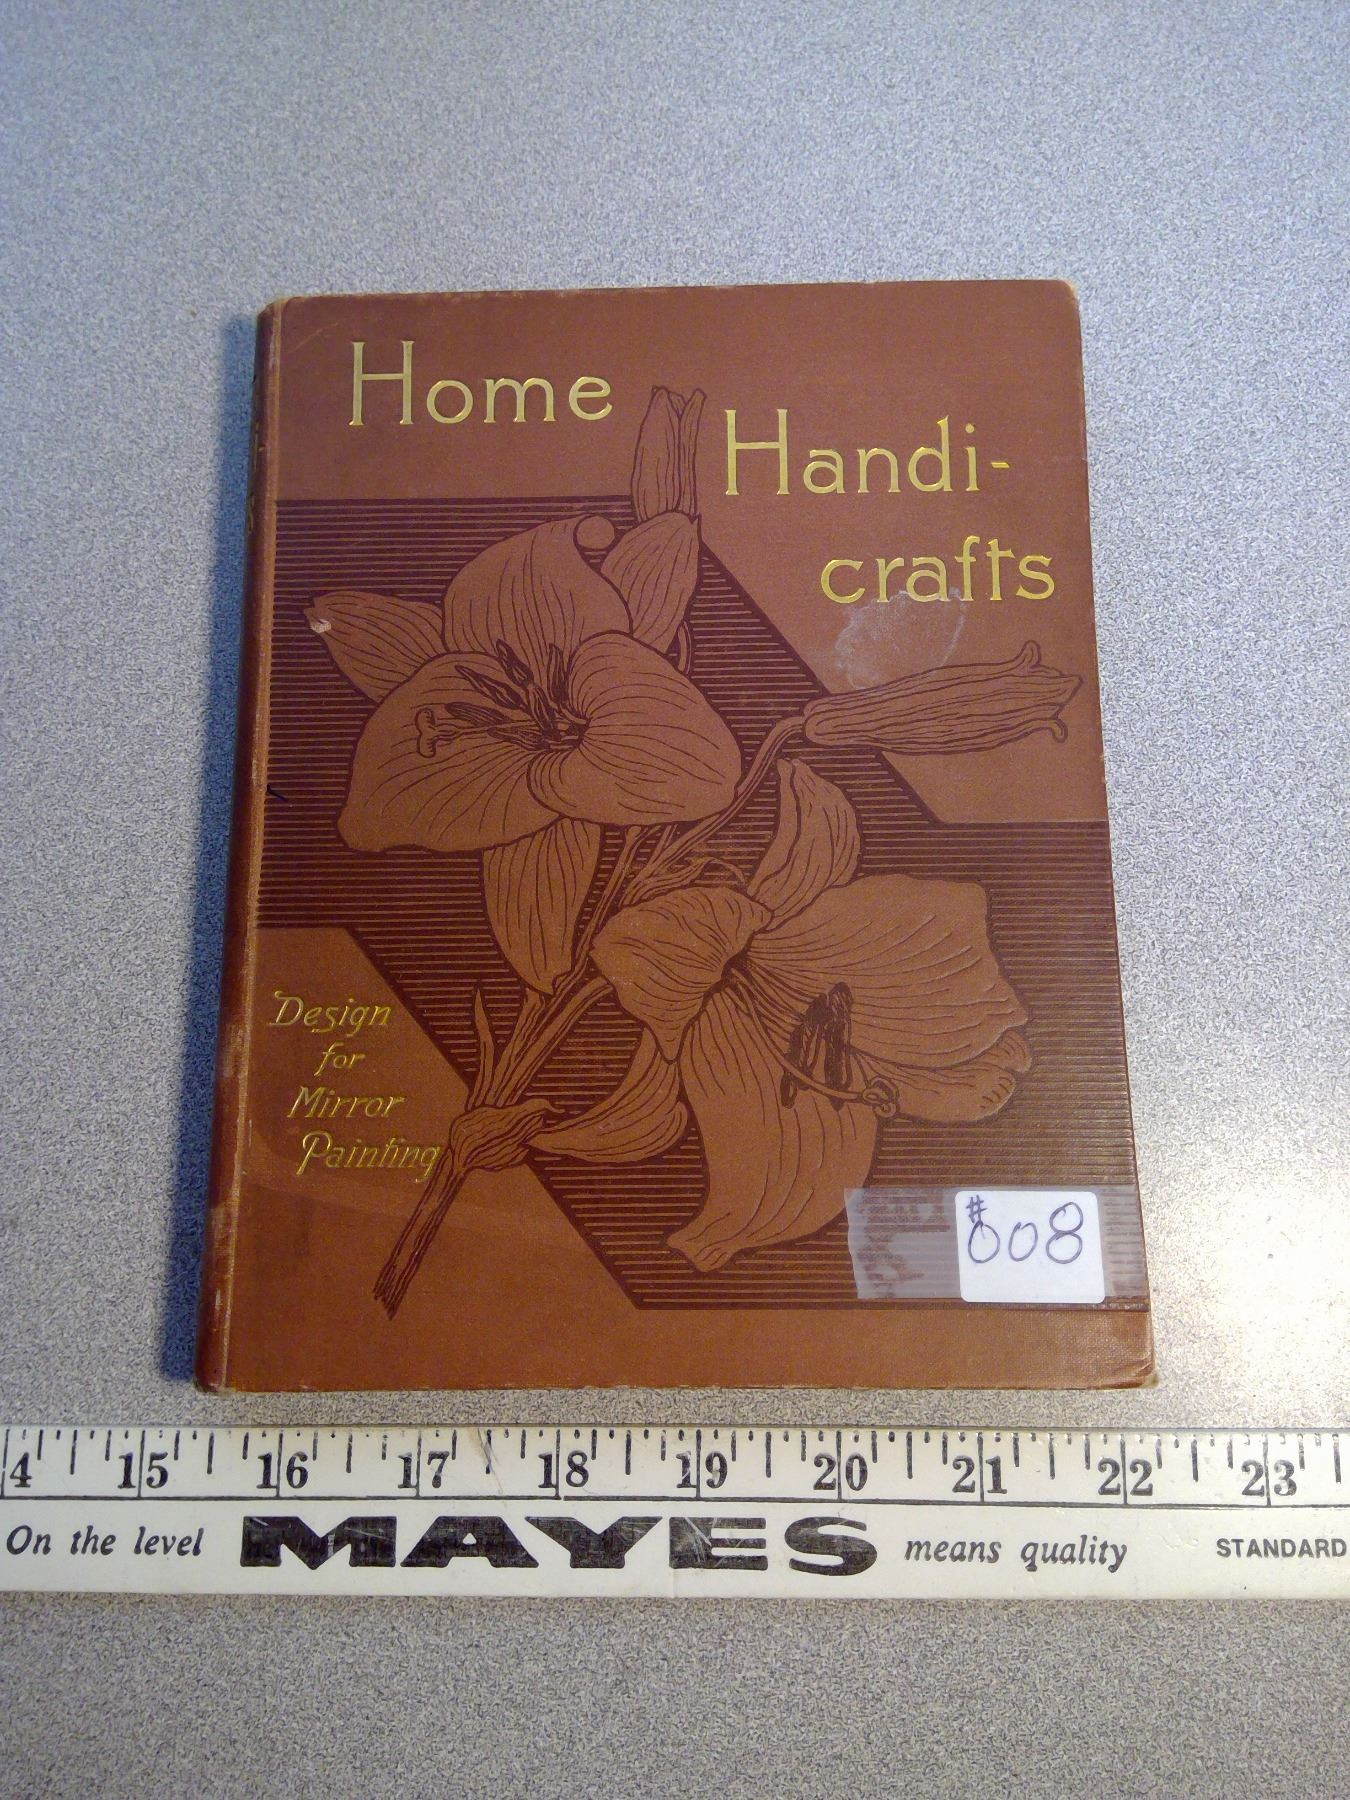 Home
Handi-
crafts
Design
for
Mirror
Painting
#008
4 15 16 17 18 19 20 21 22 23
On the level MAYES means quality STANDARD